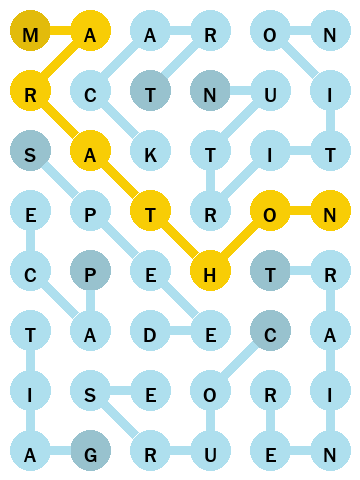 M A A R O N
R C T N U I
S A K T I T
E P T R O N
C P E H T R
T A D E C A
I S E O R I
A G R U E N